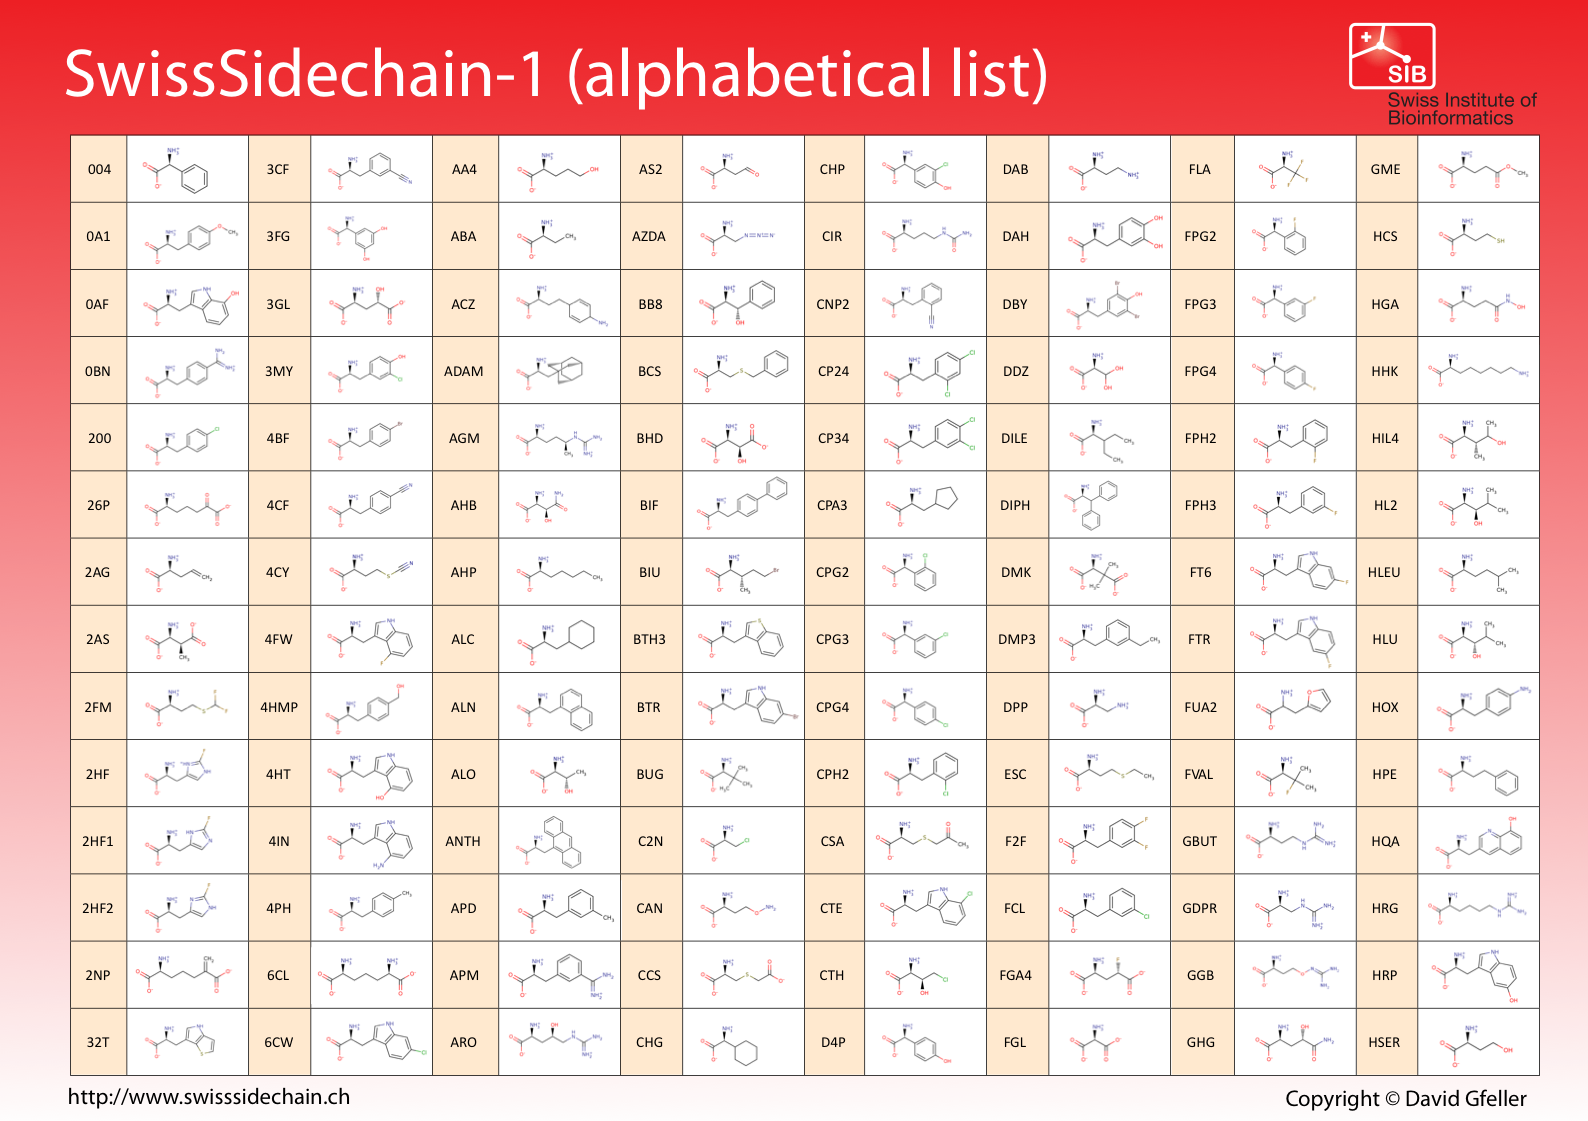 SwissSidechain-1 (alphabetical list)
SIB
Swiss Institute of
Bioinformatics
004 3CF AA4 AS2 CHP DAB FLA GME
0A1 3FG ABA AZDA CIR DAH FPG2 HCS
0AF 3GL ACZ BB8 CNP2 DBY FPG3 HGA
0BN 3MY ADAM BCS CP24 DDZ FPG4 HHK
200 4BF AGM BHD CP34 DILE FPH2 HIL4
26P 4CF AHB BIF CPA3 DIPH FPH3 HL2
2AG 4CY AHP BIU CPG2 DMK FT6 HLEU
2AS 4FW ALC BTH3 CPG3 DMP3 FTR HLU
2FM 4HMP ALN BTR CPG4 DPP FUA2 HOX
2HF 4HT ALO BUG CPH2 ESC FVAL HPE
2HF1 4IN ANTH C2N CSA F2F GBUT HQA
2HF2 4PH APD CAN CTE FCL GDPR HRG
2NP 6CL APM CCS CTH FGA4 GGB HRP
32T 6CW ARO CHG D4P FGL GHG HSER
http://www.swisssidechain.ch
Copyright © David Gfeller